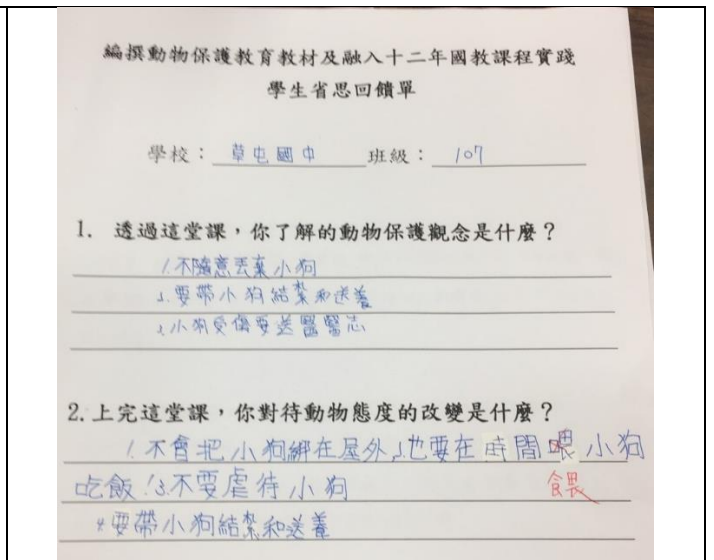 編撰動物保護教育教材及融入十二年國教課程實踐
學生省思回饋單
學校：草屯國中 班級：107
1. 透過這堂課，你了解的動物保護觀念是什麼？
1.不隨意丟棄小狗
2.要帶小狗結紮和送養
3.小狗受傷要送醫醫志
2.上完這堂課，你對待動物態度的改變是什麼？
1.不會把小狗綁在屋外,2.也要在時間喂小狗
餵
吃飯!3.不要虐待小狗
4.要帶小狗結紮和送養